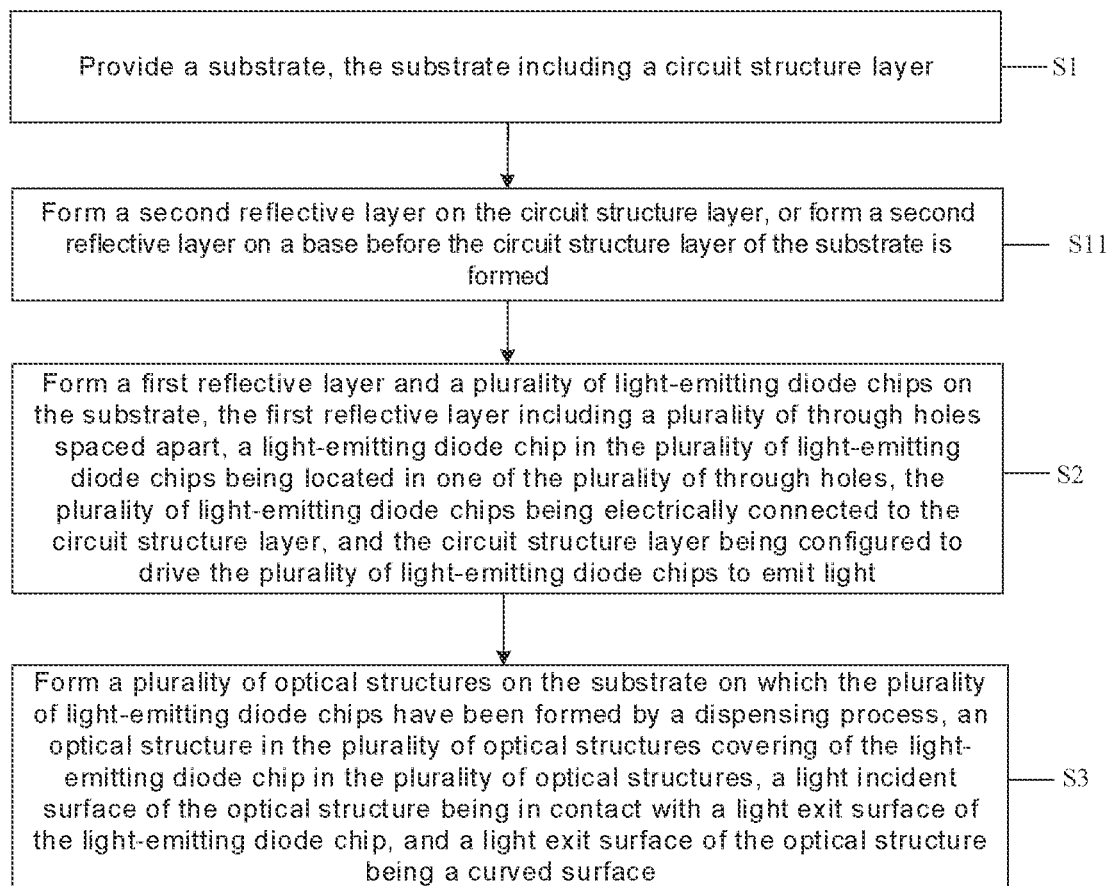 Provide a substrate, the substrate including a circuit structure layer
S1
Form a second reflective layer on the circuit structure layer, or form a second
reflective layer on a base before the circuit structure layer of the substrate is
formed
S11
Form a first reflective layer and a plurality of light-emitting diode chips on
the substrate, the first reflective layer including a plurality of through holes
spaced apart, a light-emitting diode chip in the plurality of light-emitting
diode chips being located in one of the plurality of through holes, the
plurality of light-emitting diode chips being electrically connected to the
circuit structure layer, and the circuit structure layer being configured to
drive the plurality of light-emitting diode chips to emit light
S2
Form a plurality of optical structures on the substrate on which the plurality
of light-emitting diode chips have been formed by a dispensing process, an
optical structure in the plurality of optical structures covering of the light-
emitting diode chip in the plurality of optical structures, a light incident
surface of the optical structure being in contact with a light exit surface of
the light-emitting diode chip, and a light exit surface of the optical structure
being a curved surface
S3